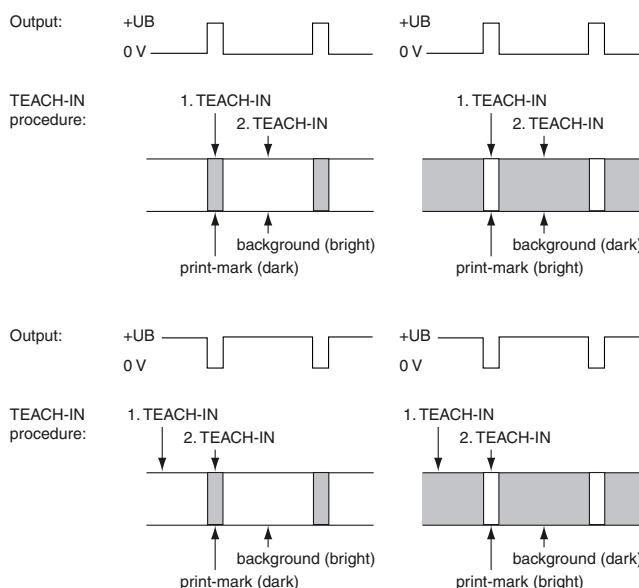 Output: +UB +UB
0 V 0 V
TEACH-IN
procedure:
1. TEACH-IN 1. TEACH-IN
2. TEACH-IN 2. TEACH-IN
background (bright) background (dark)
print-mark (dark) print-mark (bright)
Output: +UB +UB
0 V 0 V
TEACH-IN
procedure:
1. TEACH-IN 1. TEACH-IN
2. TEACH-IN 2. TEACH-IN
background (bright) background (dark)
print-mark (dark) print-mark (bright)